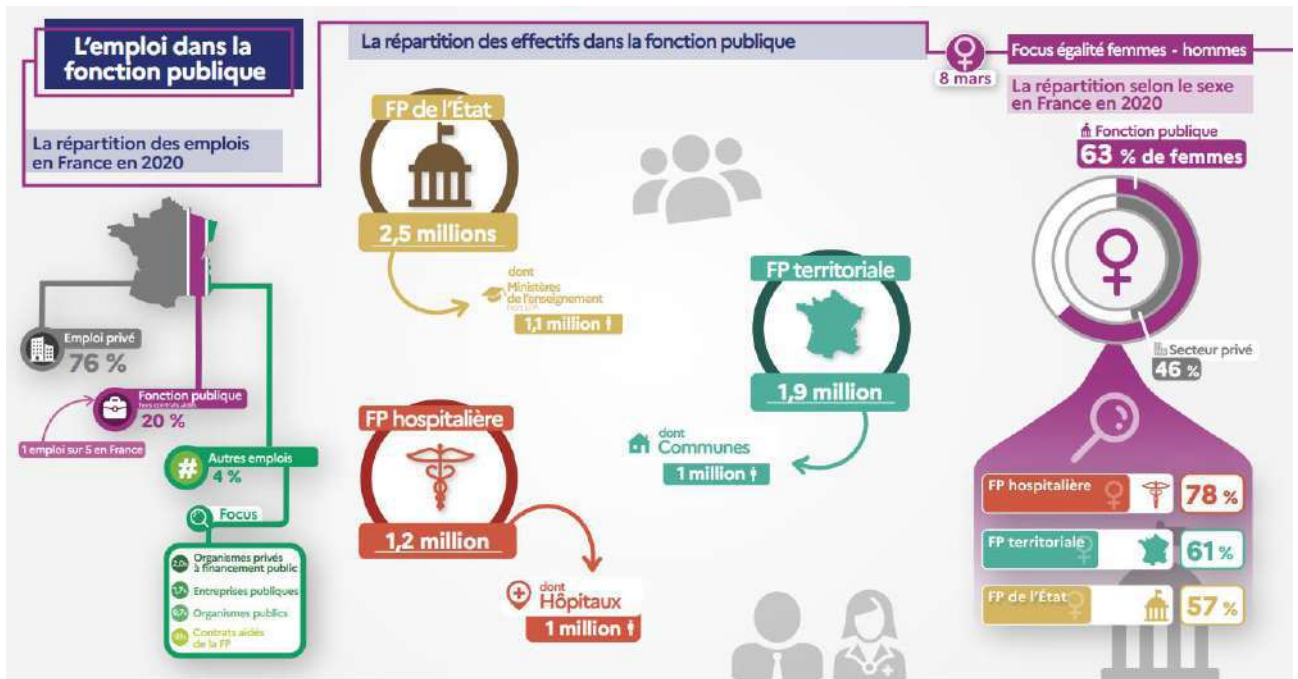 L'emploi dans la
fonction publique
La répartition des emplois
en France en 2020
Emploi privé
76 %
Fonction publique
hors contrats aidés
20 %
1 emploi sur 5 en France
Autres emplois
4 %
Focus
Organismes privés
à financement public
Entreprises publiques
Organismes publics
Contrats aidés
de la FP
La répartition des effectifs dans la fonction publique
FP de l'État
2,5 millions
dont
Ministères
de l'enseignement
1,1 million
FP territoriale
1,9 million
dont
Communes
1 million
FP hospitalière
1,2 million
dont
Hôpitaux
1 million
8 mars
Focus égalité femmes - hommes
La répartition selon le sexe
en France en 2020
Fonction publique
63 % de femmes
Secteur privé
46 %
FP hospitalière
78 %
FP territoriale
61 %
FP de l'État
57 %